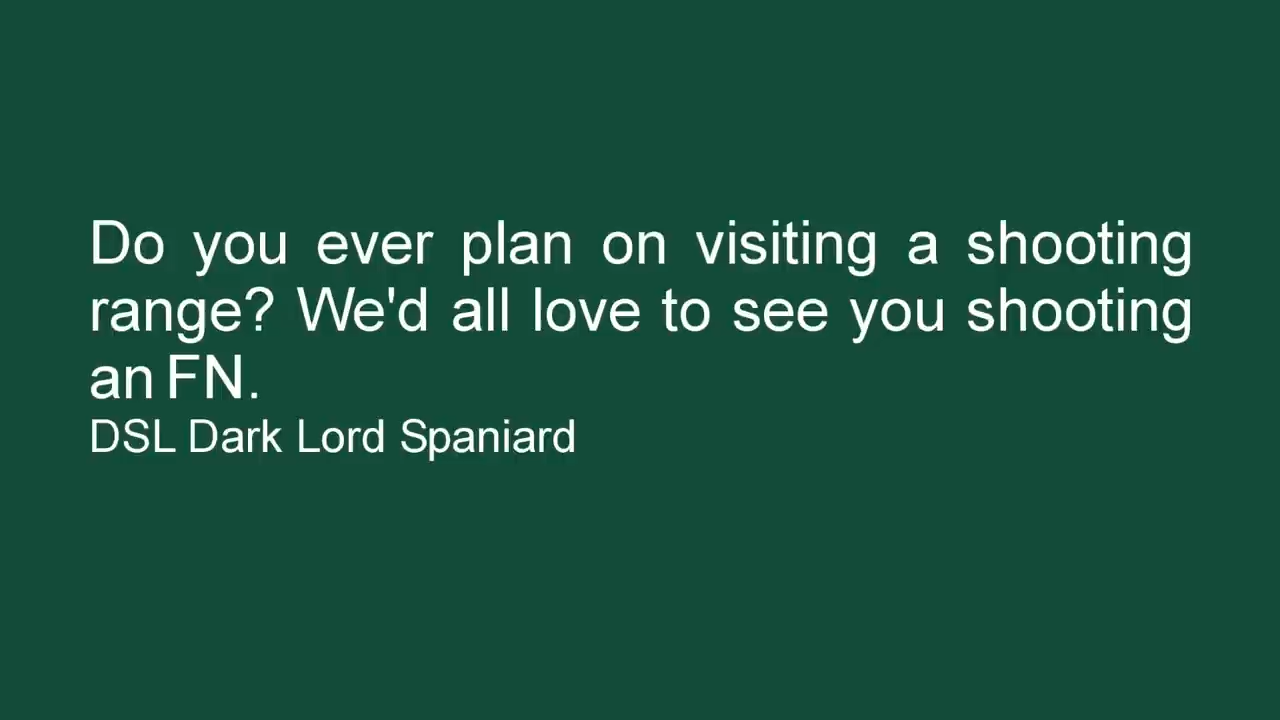 Do you ever plan on visiting a shooting
range? We'd all love to see you shooting
an FN.
DSL Dark Lord Spaniard